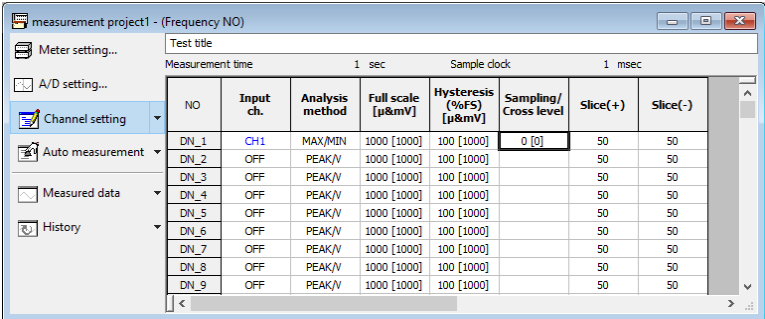 measurement project1 - (Frequency NO)
Meter setting...
A/D setting...
Channel setting
Auto measurement
Measured data
History
Test title
Measurement time 1 sec Sample clock 1 msec
NO Input ch. Analysis method Full scale [μ&mV] Hysteresis (%FS) [μ&mV] Sampling/ Cross level Slice(+) Slice(-)
DN_1 CH1 MAX/MIN 1000 [1000] 100 [1000] 0 [0] 50 50
DN_2 OFF PEAK/V 1000 [1000] 100 [1000] 50 50
DN_3 OFF PEAK/V 1000 [1000] 100 [1000] 50 50
DN_4 OFF PEAK/V 1000 [1000] 100 [1000] 50 50
DN_5 OFF PEAK/V 1000 [1000] 100 [1000] 50 50
DN_6 OFF PEAK/V 1000 [1000] 100 [1000] 50 50
DN_7 OFF PEAK/V 1000 [1000] 100 [1000] 50 50
DN_8 OFF PEAK/V 1000 [1000] 100 [1000] 50 50
DN_9 OFF PEAK/V 1000 [1000] 100 [1000] 50 50